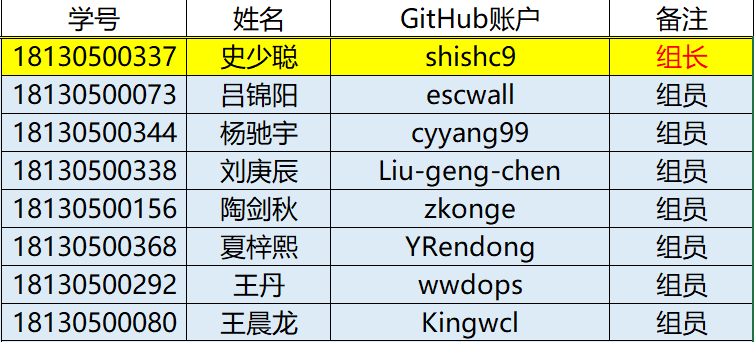 学号 姓名 GitHub账户 备注
18130500337 史少聪 shishc9 组长
18130500073 吕锦阳 escwall 组员
18130500344 杨驰宇 cyyang99 组员
18130500338 刘庚辰 Liu-geng-chen 组员
18130500156 陶剑秋 zkonge 组员
18130500368 夏梓熙 YRendong 组员
18130500292 王丹 wwdops 组员
18130500080 王晨龙 Kingwcl 组员